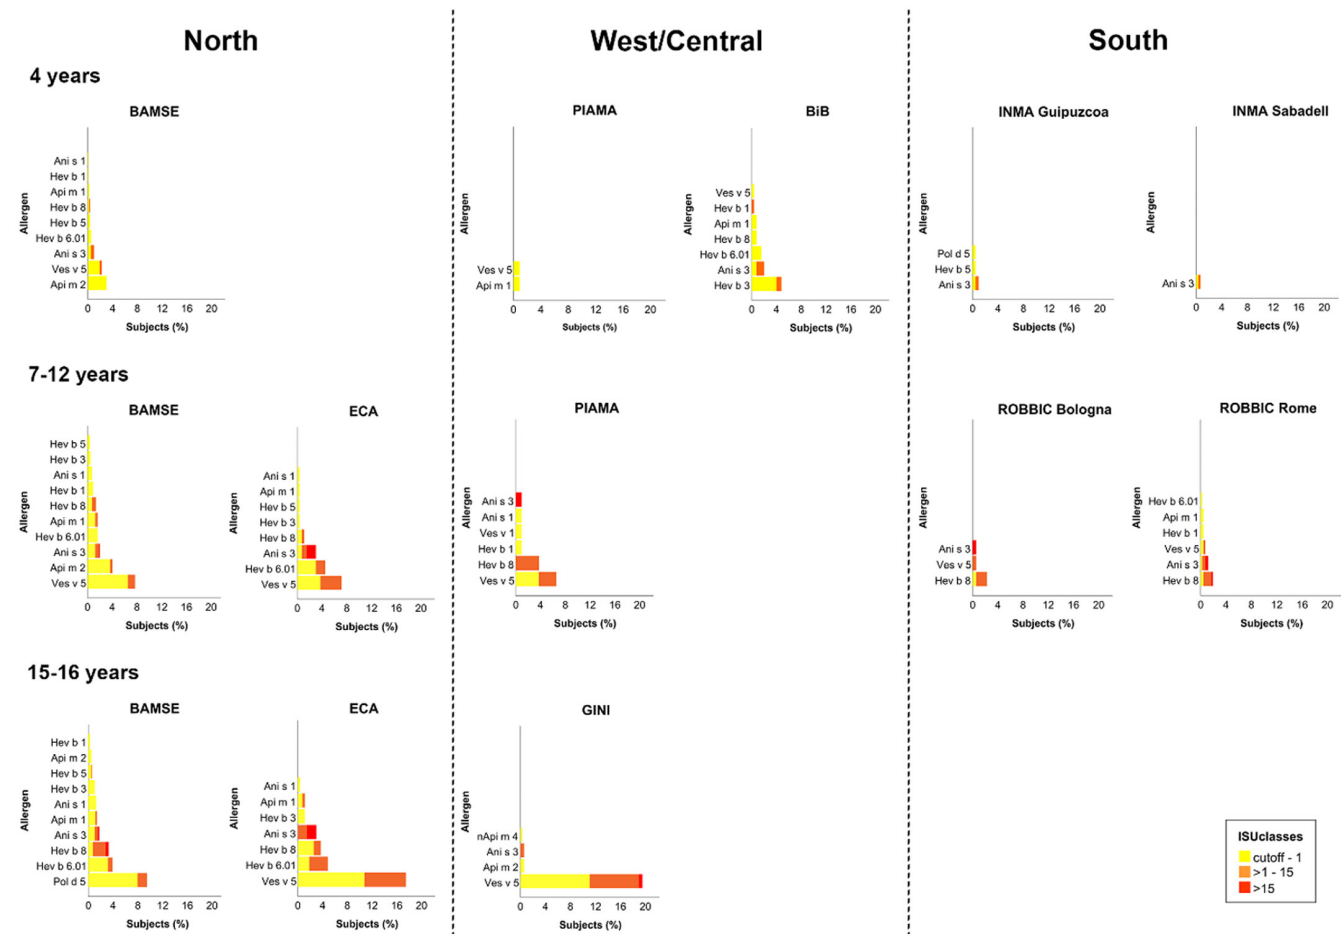 North
West/Central
South
4 years
BAMSE
Allergen
Ani s 1
Hev b 1
Api m 1
Hev b 8
Hev b 5
Hev b 6.01
Ani s 3
Ves v 5
Api m 2
0 4 8 12 16 20
Subjects (%)
PIAMA
Allergen
Ves v 5
Api m 1
0 4 8 12 16 20
Subjects (%)
BiB
Allergen
Ves v 5
Hev b 1
Api m 1
Hev b 8
Hev b 6.01
Ani s 3
Hev b 3
0 4 8 12 16 20
Subjects (%)
INMA Guipuzcoa
Allergen
Pol d 5
Hev b 5
Ani s 3
0 4 8 12 16 20
Subjects (%)
INMA Sabadell
Allergen
Ani s 3
0 4 8 12 16 20
Subjects (%)
7-12 years
BAMSE
Allergen
Hev b 5
Hev b 3
Ani s 1
Hev b 1
Hev b 8
Api m 1
Hev b 6.01
Ani s 3
Api m 2
Ves v 5
0 4 8 12 16 20
Subjects (%)
ECA
Allergen
Ani s 1
Api m 1
Hev b 5
Hev b 3
Hev b 8
Ani s 3
Hev b 6.01
Ves v 5
0 4 8 12 16 20
Subjects (%)
PIAMA
Allergen
Ani s 3
Ani s 1
Ves v 1
Hev b 1
Hev b 8
Ves v 5
0 4 8 12 16 20
Subjects (%)
ROBBIC Bologna
Allergen
Ani s 3
Ves v 5
Hev b 8
0 4 8 12 16 20
Subjects (%)
ROBBIC Rome
Allergen
Hev b 6.01
Api m 1
Hev b 1
Ves v 5
Ani s 3
Hev b 8
0 4 8 12 16 20
Subjects (%)
15-16 years
BAMSE
Allergen
Hev b 1
Api m 2
Hev b 5
Hev b 3
Ani s 1
Api m 1
Ani s 3
Hev b 8
Hev b 6.01
Pol d 5
0 4 8 12 16 20
Subjects (%)
ECA
Allergen
Ani s 1
Api m 1
Hev b 3
Ani s 3
Hev b 8
Hev b 6.01
Ves v 5
0 4 8 12 16 20
Subjects (%)
GINI
Allergen
nApi m 4
Ani s 3
Api m 2
Ves v 5
0 4 8 12 16 20
Subjects (%)
ISUclasses
cutoff - 1
>1 - 15
>15